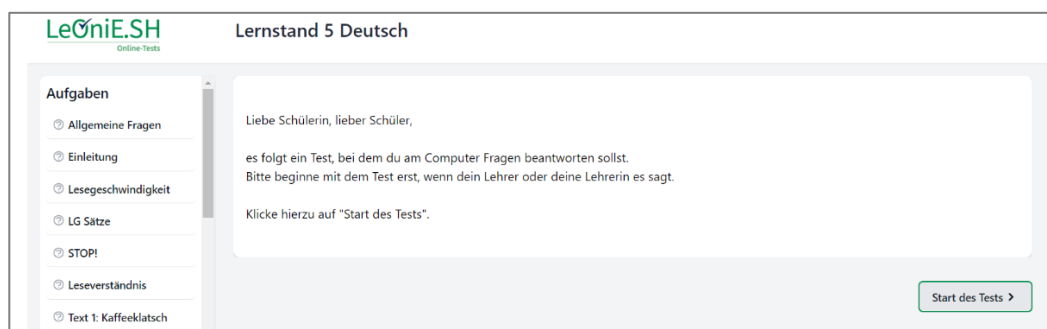 LeOniE.SH
Online-Tests
Lernstand 5 Deutsch
Aufgaben
Allgemeine Fragen
Einleitung
Lesegeschwindigkeit
LG Sätze
STOP!
Leseverständnis
Text 1: Kaffeeklatsch
Liebe Schülerin, lieber Schüler,
es folgt ein Test, bei dem du am Computer Fragen beantworten sollst.
Bitte beginne mit dem Test erst, wenn dein Lehrer oder deine Lehrerin es sagt.
Klicke hierzu auf "Start des Tests".
Start des Tests